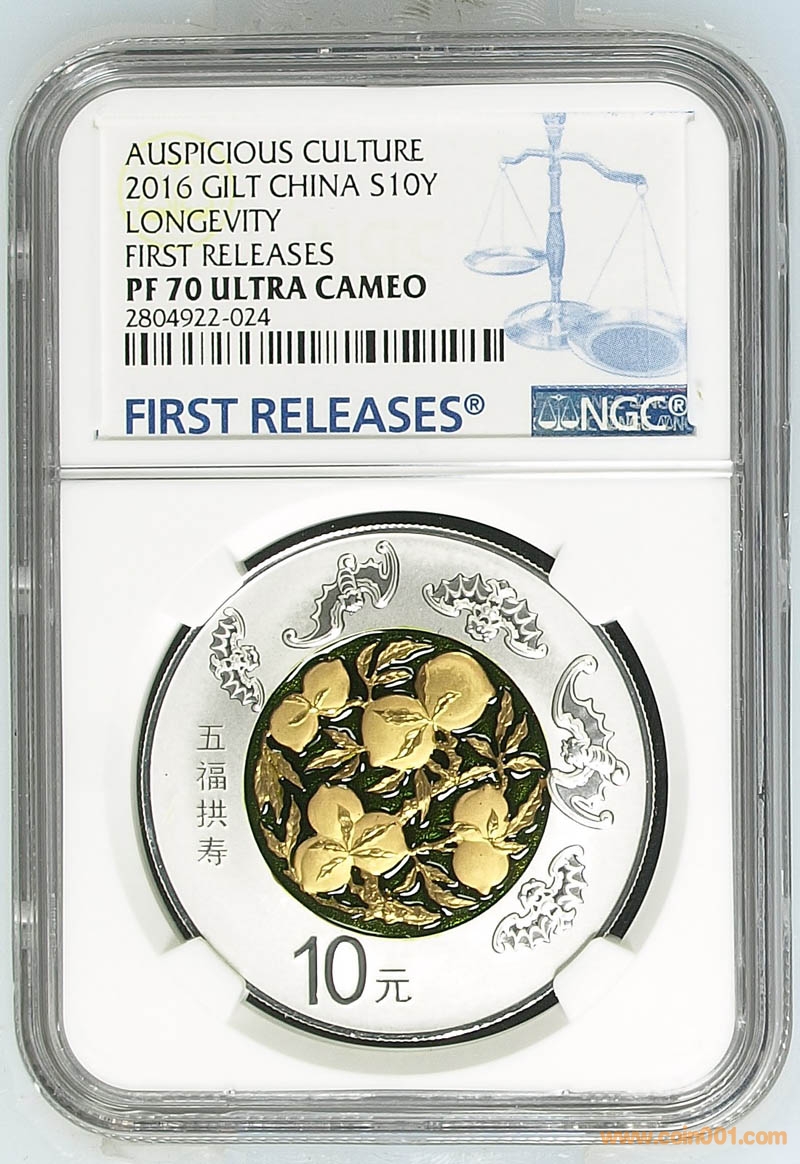 AUSPICIOUS CULTURE
2016 GILT CHINA S10Y
LONGEVITY
FIRST RELEASES
PF 70 ULTRA CAMEO
2804922-024
FIRST RELEASES®
NGC®
五福拱寿
10元
www.coin001.com